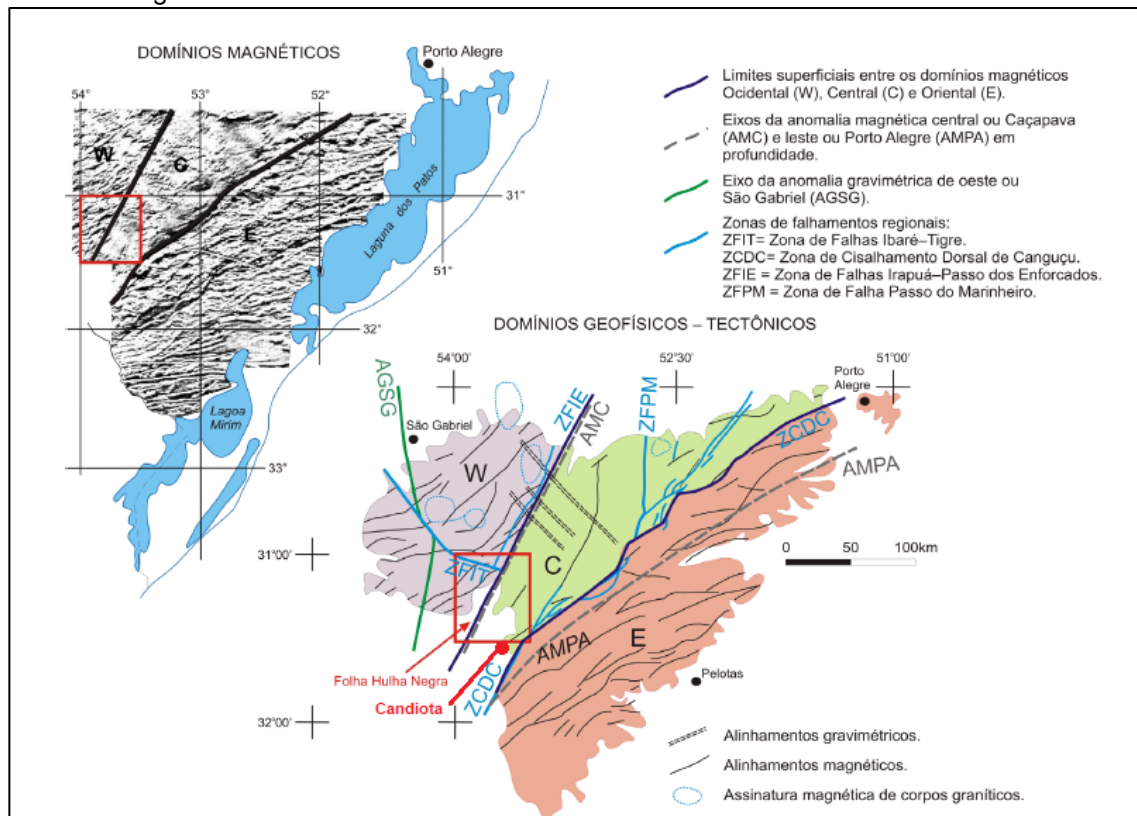 DOMÍNIOS MAGNÉTICOS
Porto Alegre
54°
53°
52°
W
C
E
31°
51°
32°
33°
Laguna dos Patos
Lagoa
Mirim
Limites superficiais entre os domínios magnéticos
Ocidental (W), Central (C) e Oriental (E).
Eixos da anomalia magnética central ou Caçapava
(AMC) e leste ou Porto Alegre (AMPA) em
profundidade.
Eixo da anomalia gravimétrica de oeste ou
São Gabriel (AGSG).
Zonas de falhamentos regionais:
ZFIT= Zona de Falhas Ibaré–Tigre.
ZCDC= Zona de Cisalhamento Dorsal de Canguçu.
ZFIE = Zona de Falhas Irapuá–Passo dos Enforcados.
ZFPM = Zona de Falha Passo do Marinheiro.
DOMÍNIOS GEOFÍSICOS – TECTÔNICOS
54°00'
52°30'
51°00'
Porto
Alegre
AGSG
São Gabriel
ZFIE
AMC
ZFPM
ZCDC
AMPA
W
31°00'
ZFIT
C
0 50 100km
AMPA
E
Folha Hulha Negra
ZCDC
Pelotas
Candiota
32°00'
Alinhamentos gravimétricos.
Alinhamentos magnéticos.
Assinatura magnética de corpos graníticos.